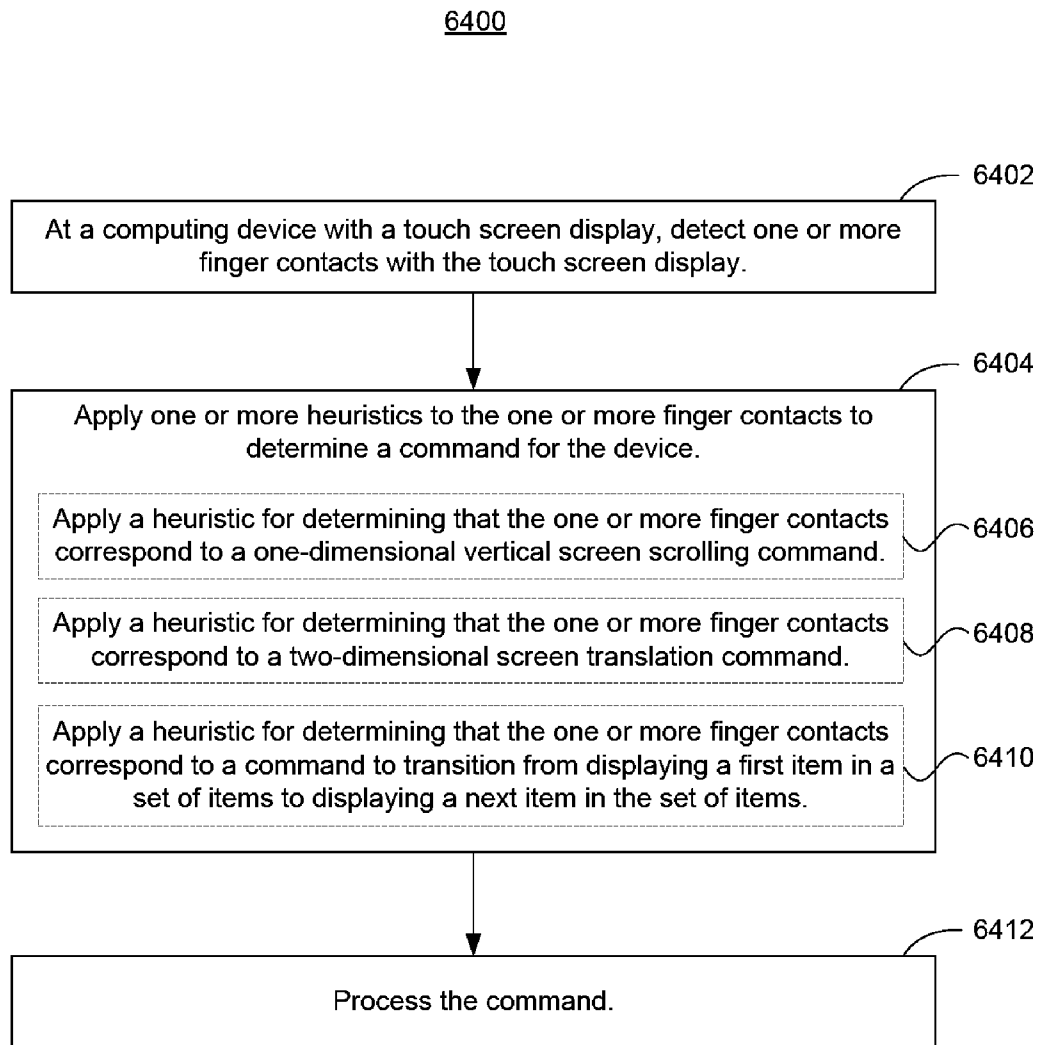 6400
6402
At a computing device with a touch screen display, detect one or more
finger contacts with the touch screen display.
6404
Apply one or more heuristics to the one or more finger contacts to
determine a command for the device.
Apply a heuristic for determining that the one or more finger contacts
correspond to a one-dimensional vertical screen scrolling command.
6406
Apply a heuristic for determining that the one or more finger contacts
correspond to a two-dimensional screen translation command.
6408
Apply a heuristic for determining that the one or more finger contacts
correspond to a command to transition from displaying a first item in a
set of items to displaying a next item in the set of items.
6410
6412
Process the command.